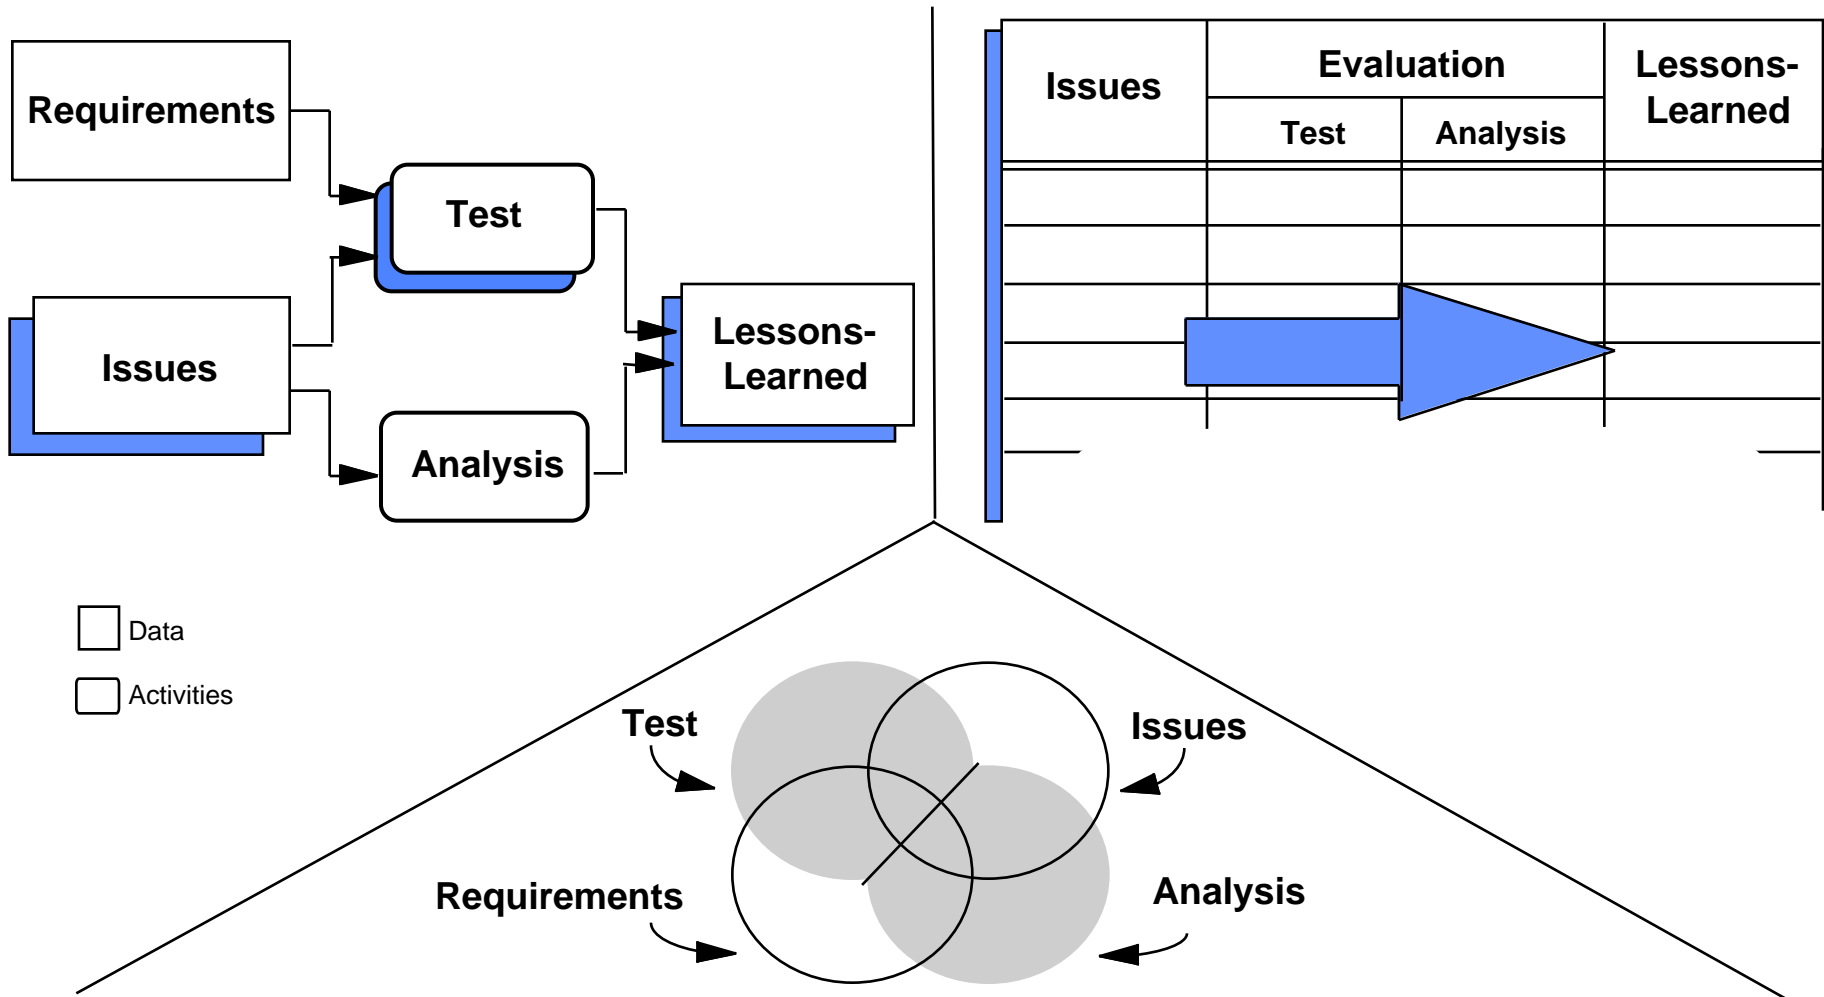 Requirements
Test
Issues
Lessons-
Learned
Analysis
Data
Activities
Issues
Evaluation
Lessons-
Learned
Test
Analysis
Test
Issues
Requirements
Analysis